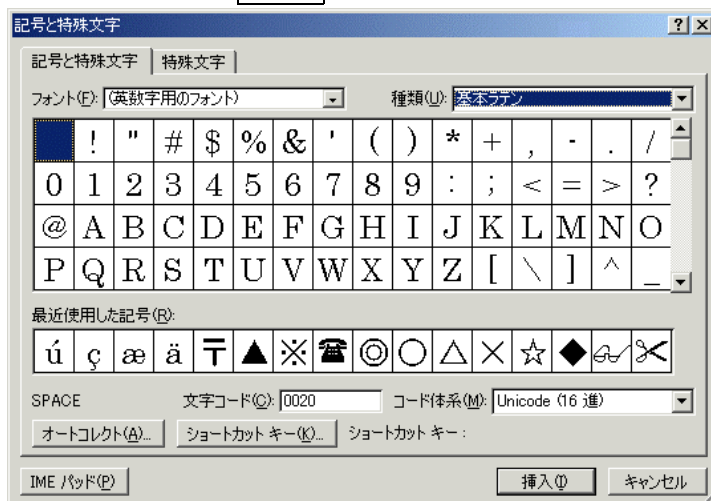 記号と特殊文字
記号と特殊文字 特殊文字
フォント(F): (英数字用のフォント) 種類(U): 基本ラテン
! " # $ % & ' ( ) * + , - . /
0 1 2 3 4 5 6 7 8 9 : ; < = > ?
@ A B C D E F G H I J K L M N O
P Q R S T U V W X Y Z [ \ ] ^ _
最近使用した記号(R):
ú ç æ ä 〒 ▲ ※ ☎ ◎ ○ △ × ☆ ◆ 👓 ✂
SPACE 文字コード(C): 0020 コード体系(M): Unicode (16 進)
オートコレクト(A)... ショートカット キー(K)... ショートカット キー :
IME パッド(P) 挿入(I) キャンセル